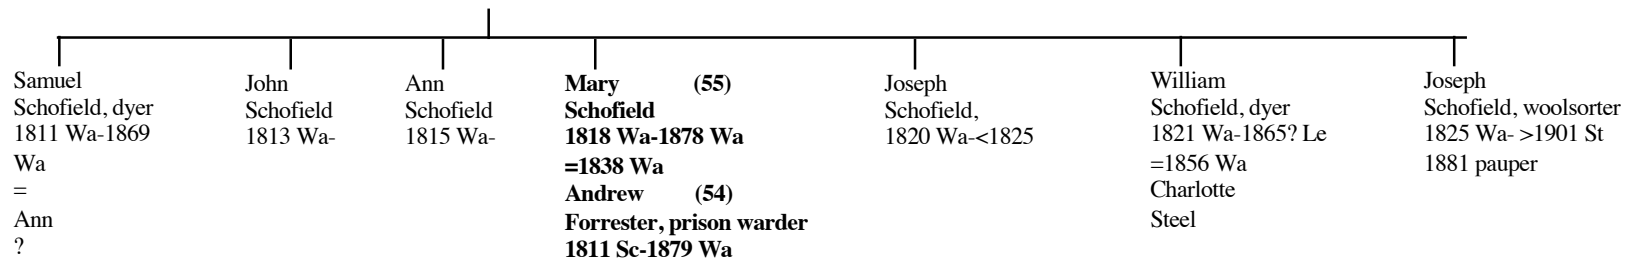 Samuel
Schofield, dyer
1811 Wa-1869
Wa
=
Ann
?
John
Schofield
1813 Wa-
Ann
Schofield
1815 Wa-
Mary (55)
Schofield
1818 Wa-1878 Wa
=1838 Wa
Andrew (54)
Forrester, prison warder
1811 Sc-1879 Wa
Joseph
Schofield,
1820 Wa-<1825
William
Schofield, dyer
1821 Wa-1865? Le
=1856 Wa
Charlotte
Steel
Joseph
Schofield, woolsorter
1825 Wa- >1901 St
1881 pauper